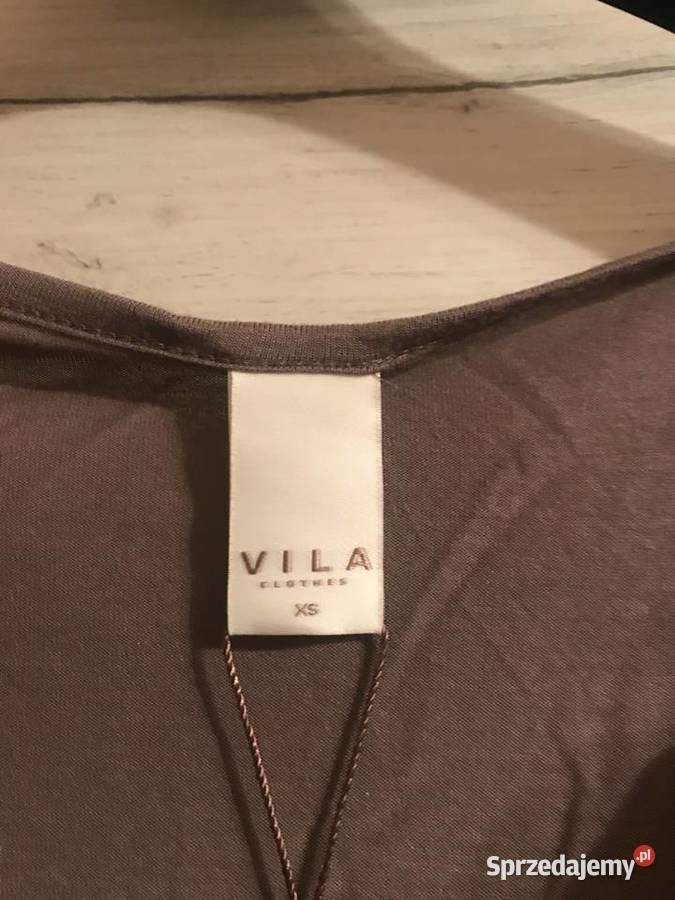 VILA
CLOTHES
XS
Sprzedajemy.pl